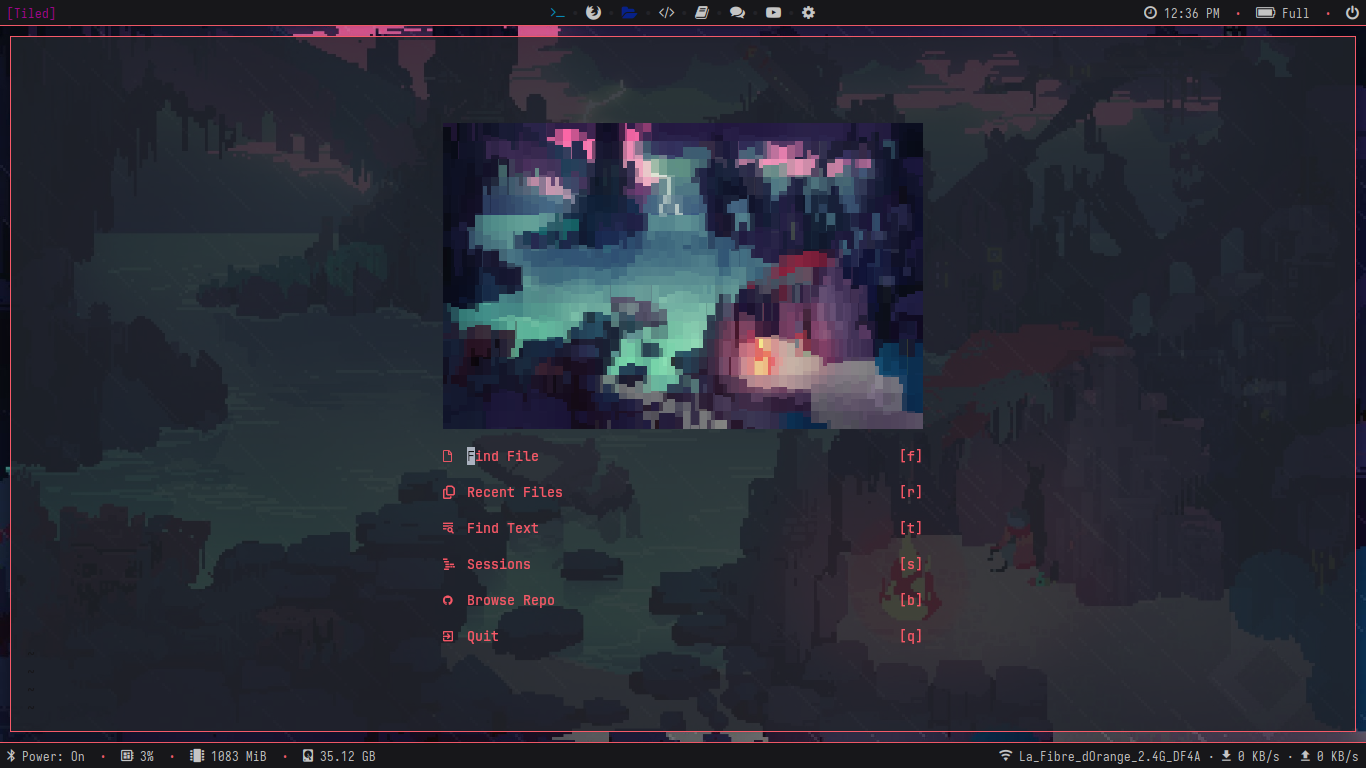 [Tiled]
12:36 PM • Full •
Find File [f]
Recent Files [r]
Find Text [t]
Sessions [s]
Browse Repo [b]
Quit [q]
Power: On • 3% • 1083 MiB • 35.12 GB
La_Fibre_dOrange_2.4G_DF4A · 0 KB/s · 0 KB/s